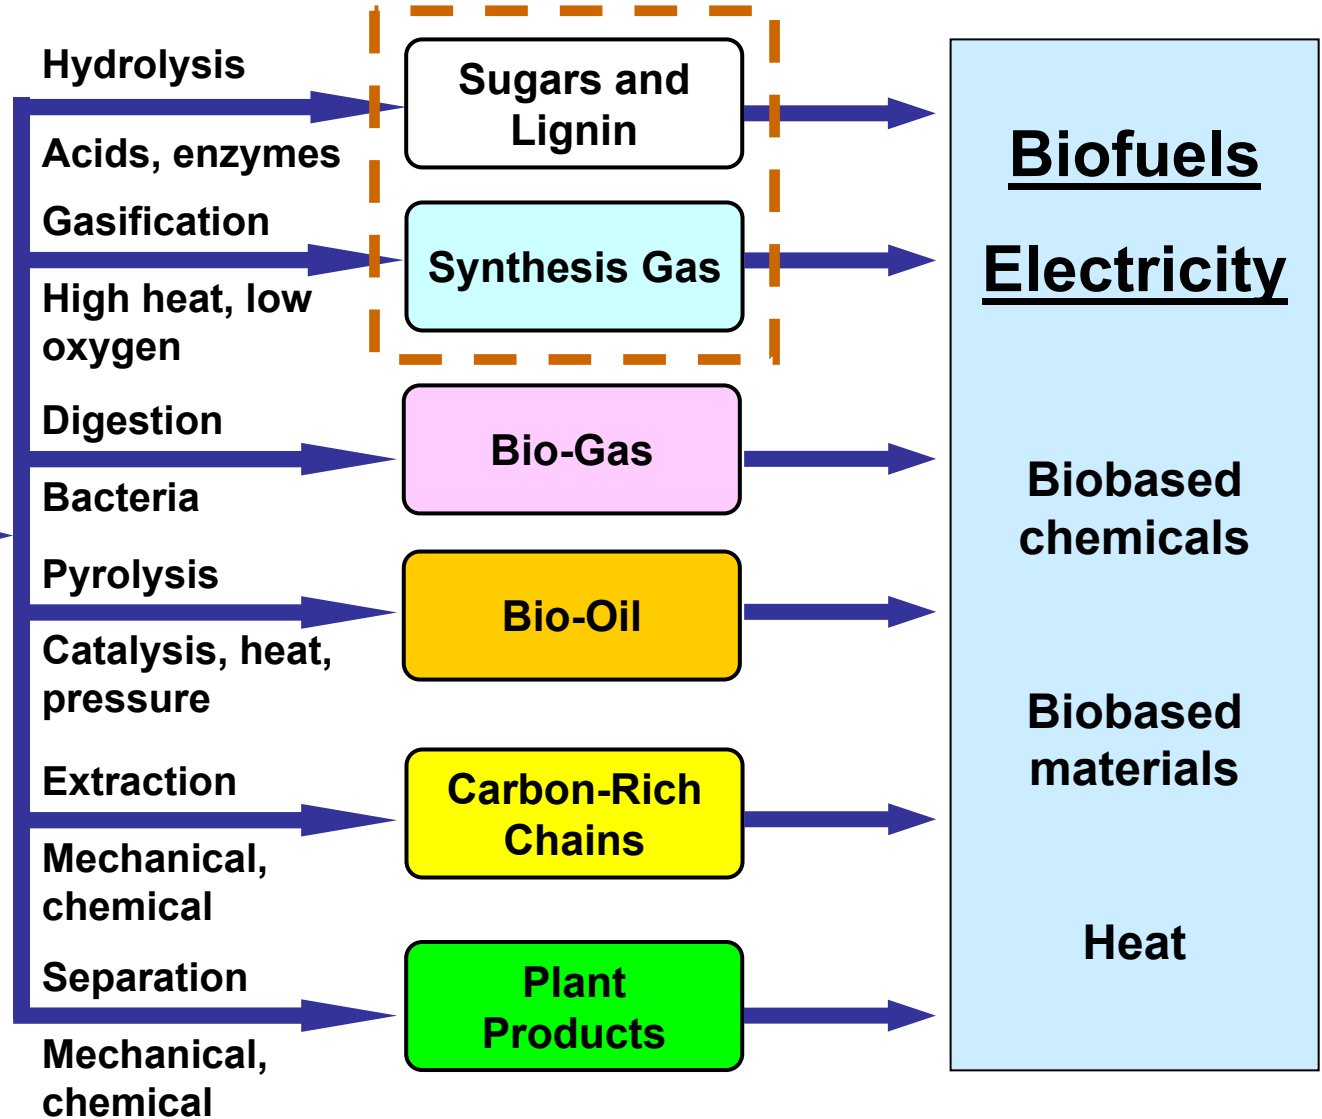 Hydrolysis
Acids, enzymes
Sugars and
Lignin
Gasification
High heat, low
oxygen
Synthesis Gas
Digestion
Bacteria
Bio-Gas
Pyrolysis
Catalysis, heat,
pressure
Bio-Oil
Extraction
Mechanical,
chemical
Carbon-Rich
Chains
Separation
Mechanical,
chemical
Plant
Products
Biofuels
Electricity
Biobased
chemicals
Biobased
materials
Heat